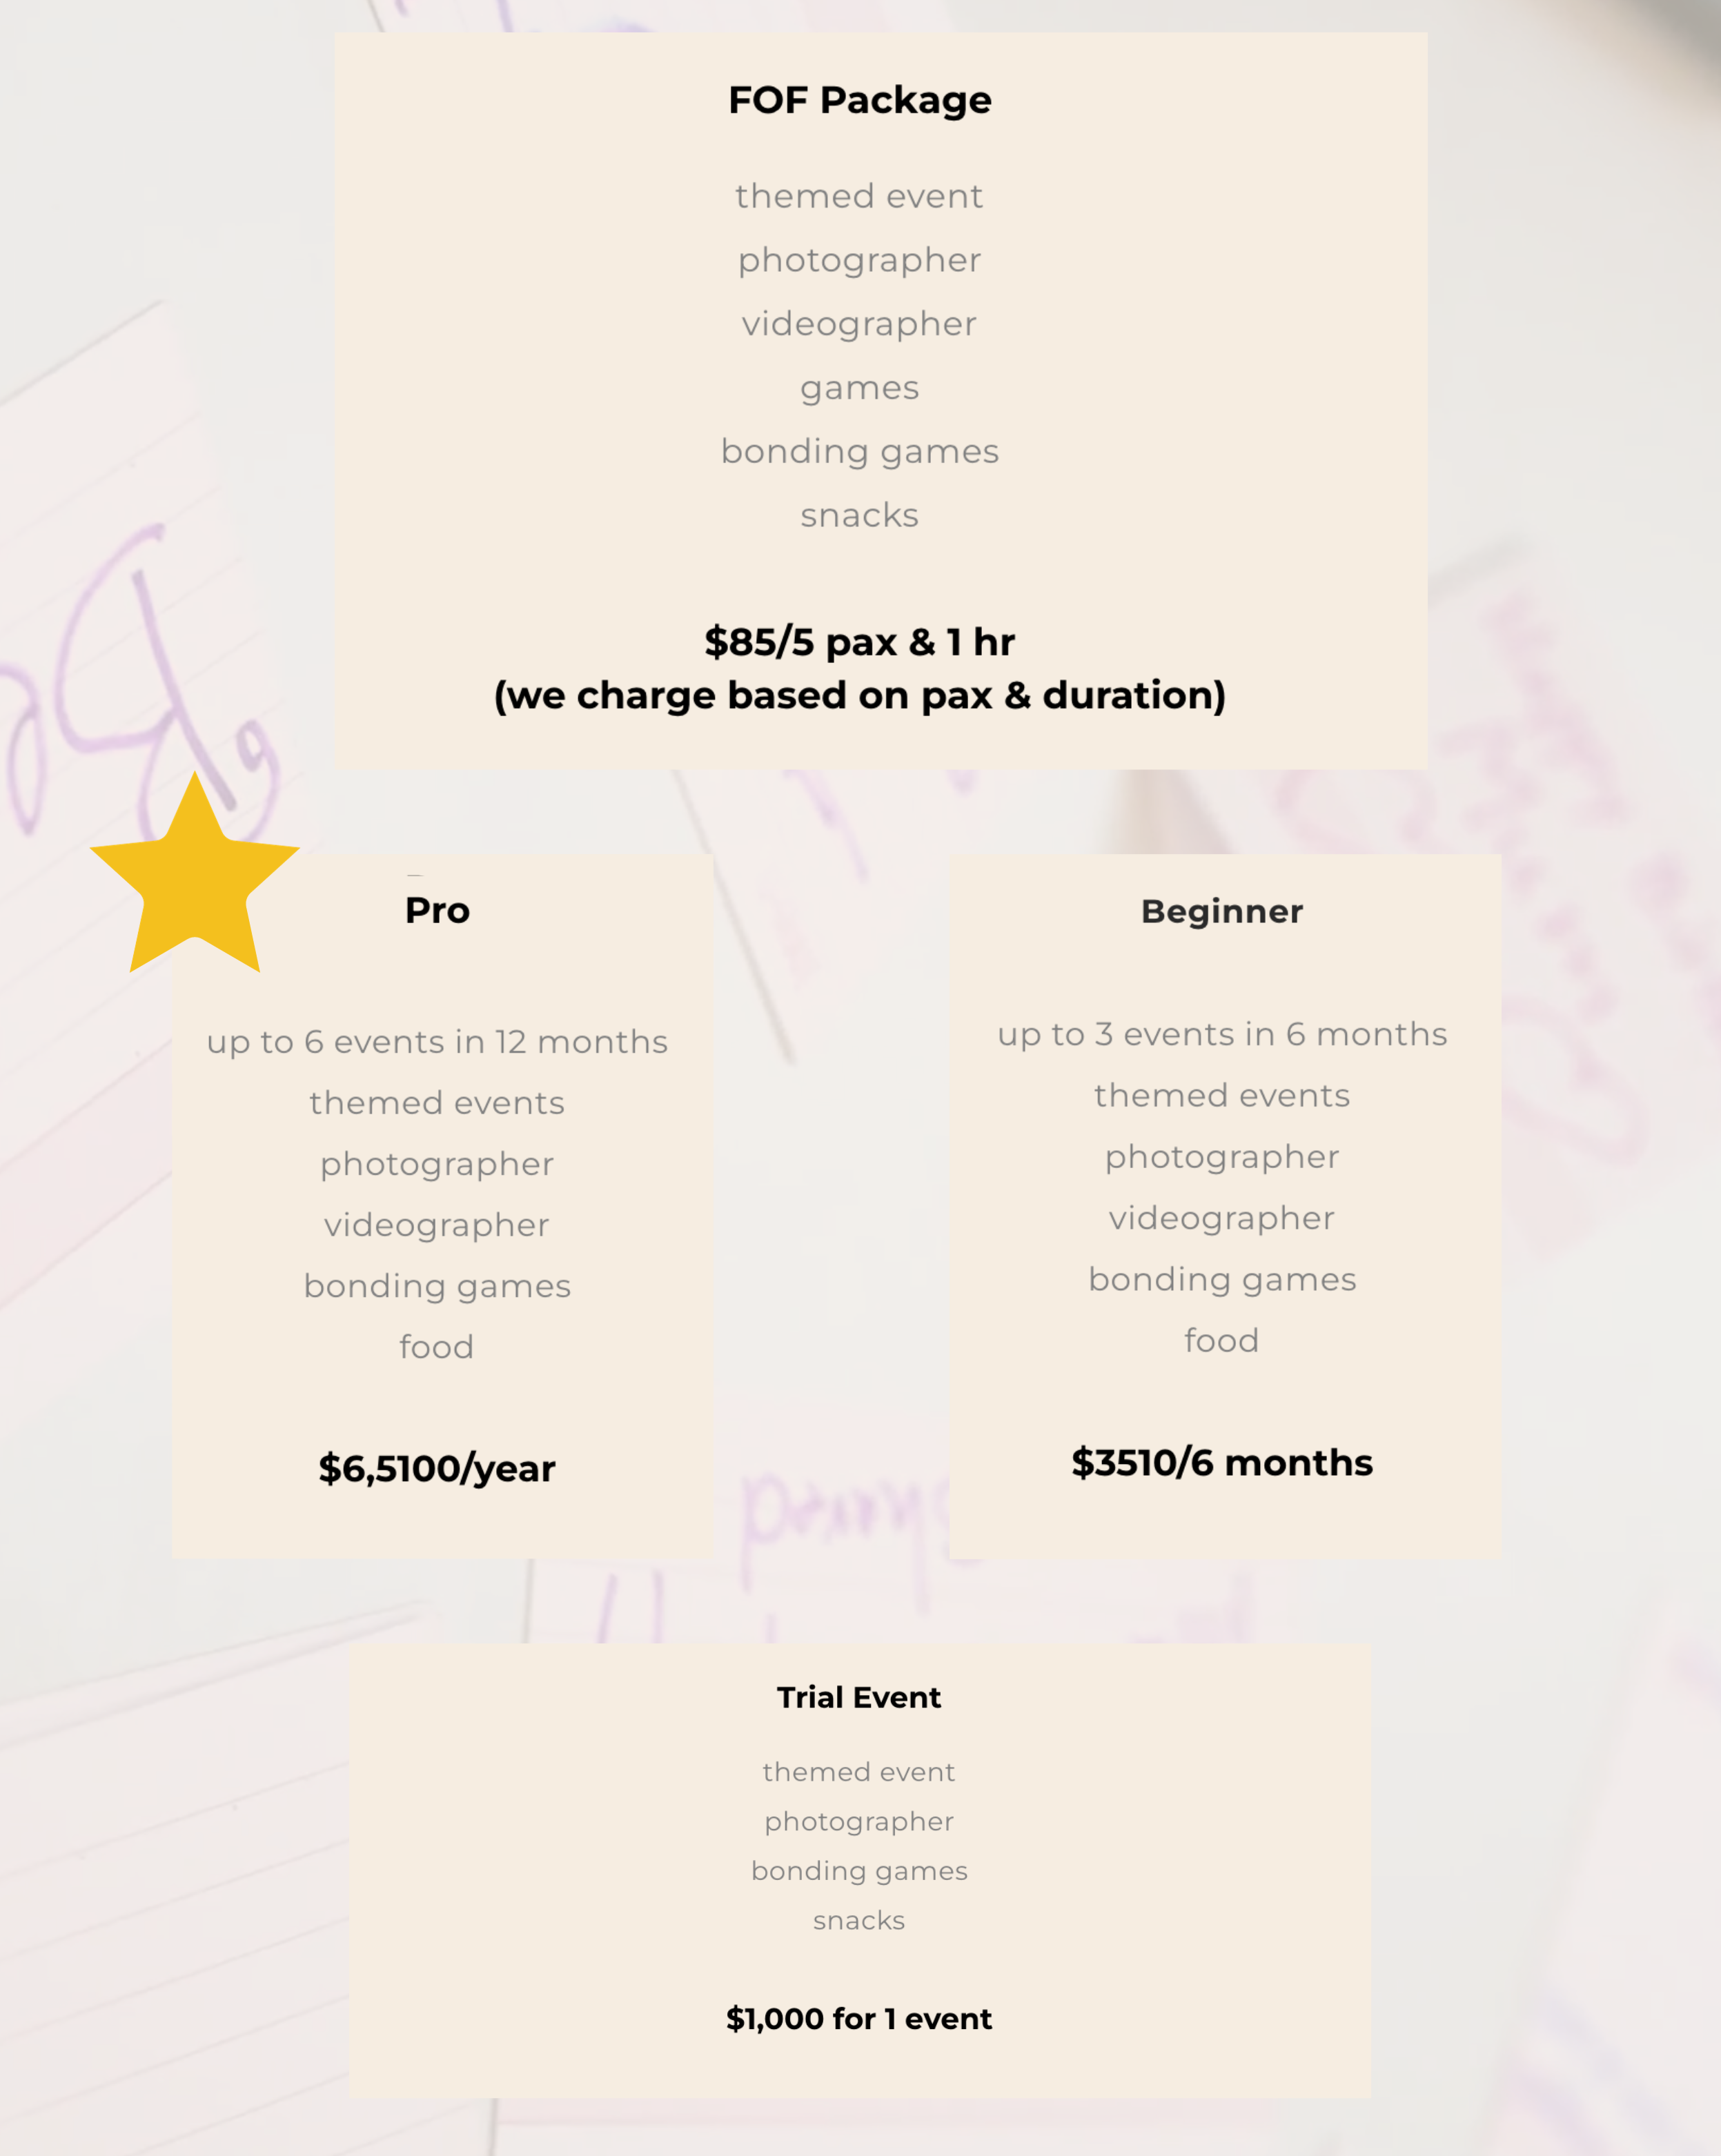 FOF Package
themed event
photographer
videographer
games
bonding games
snacks
$85/5 pax & 1 hr
(we charge based on pax & duration)
Pro
up to 6 events in 12 months
themed events
photographer
videographer
bonding games
food
$6,5100/year
Beginner
up to 3 events in 6 months
themed events
photographer
videographer
bonding games
food
$3510/6 months
Trial Event
themed event
photographer
bonding games
snacks
$1,000 for 1 event